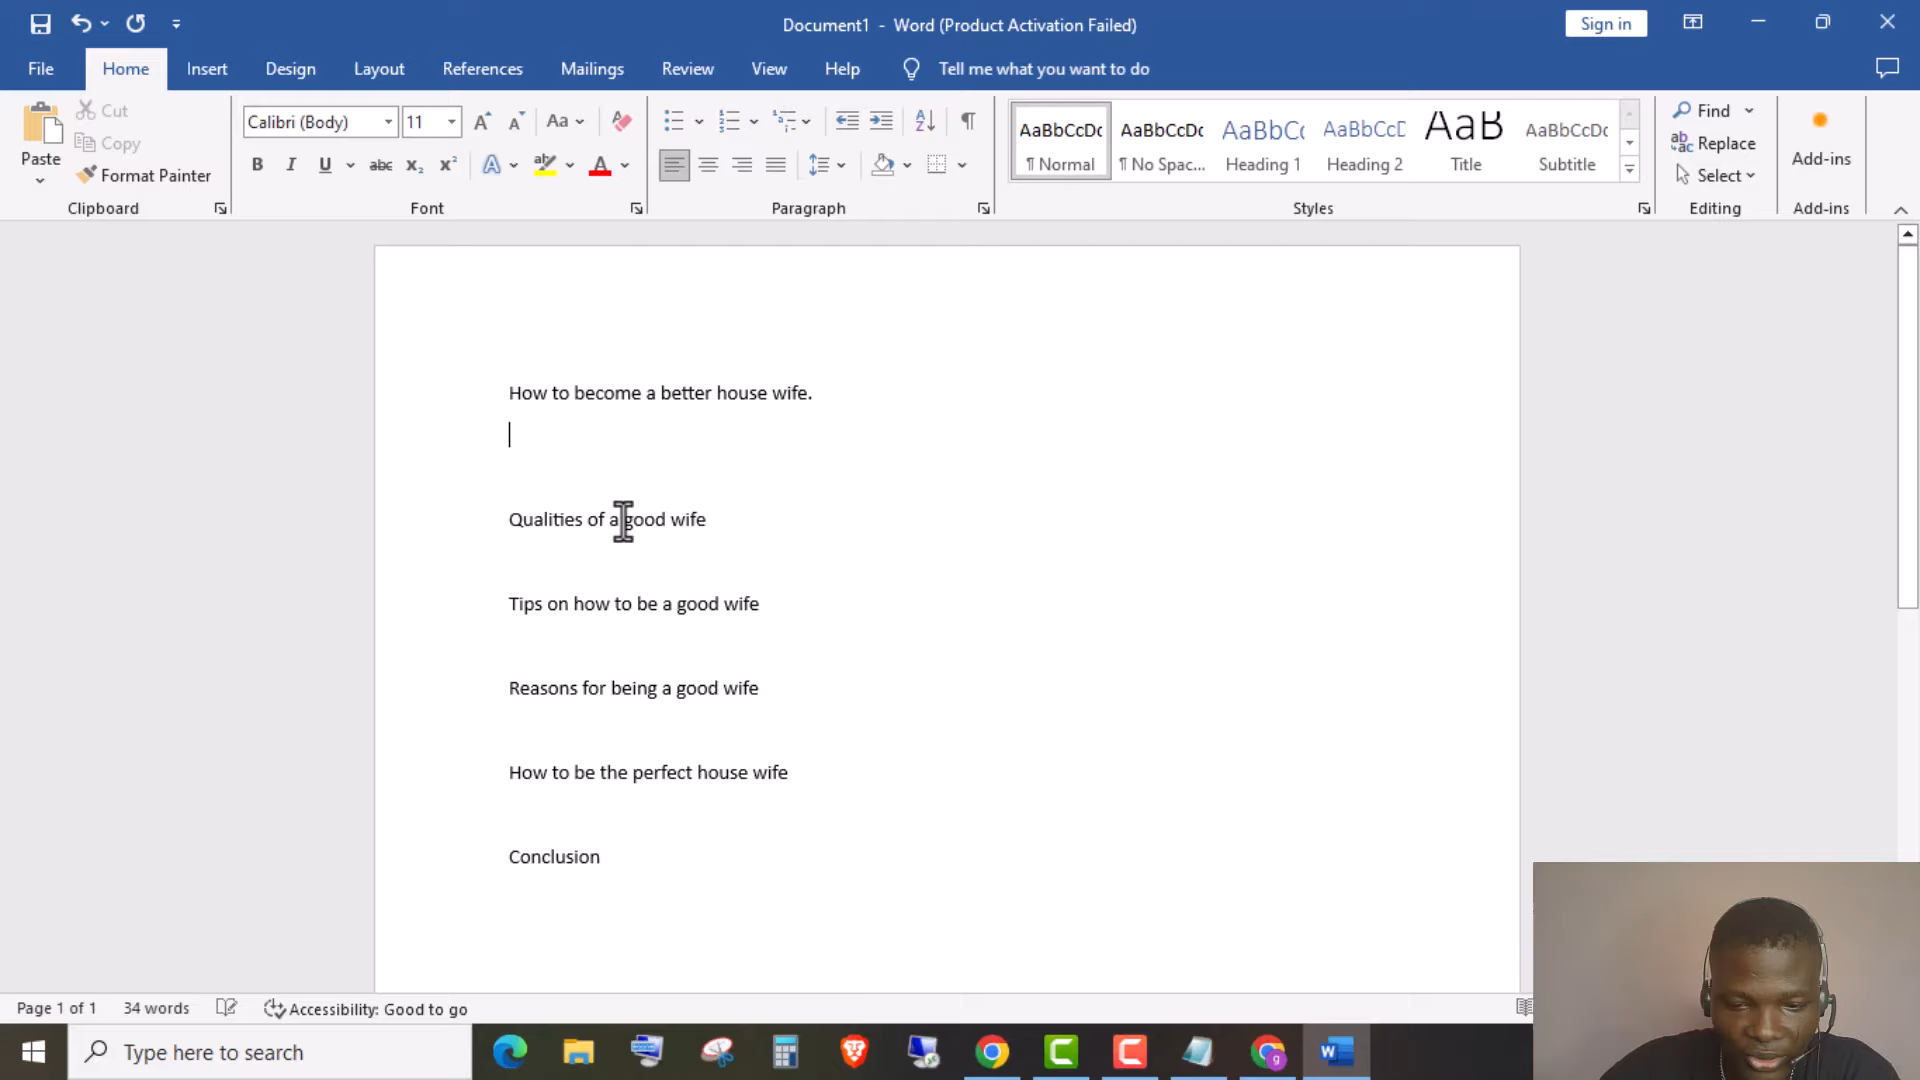 Document1 - Word (Product Activation Failed)
Sign in
File Home Insert Design Layout References Mailings Review View Help Tell me what you want to do
Paste
Cut
Copy
Format Painter
Clipboard
Calibri (Body) 11
Font
Paragraph
AaBbCcDc AaBbCcDc AaBbCc AaBbCcD AaB AaBbCcDc
¶ Normal ¶ No Spac... Heading 1 Heading 2 Title Subtitle
Styles
Find
Replace
Select
Editing
Add-ins
Add-ins
How to become a better house wife.
Qualities of a good wife
Tips on how to be a good wife
Reasons for being a good wife
How to be the perfect house wife
Conclusion
Page 1 of 1 34 words Accessibility: Good to go
Type here to search